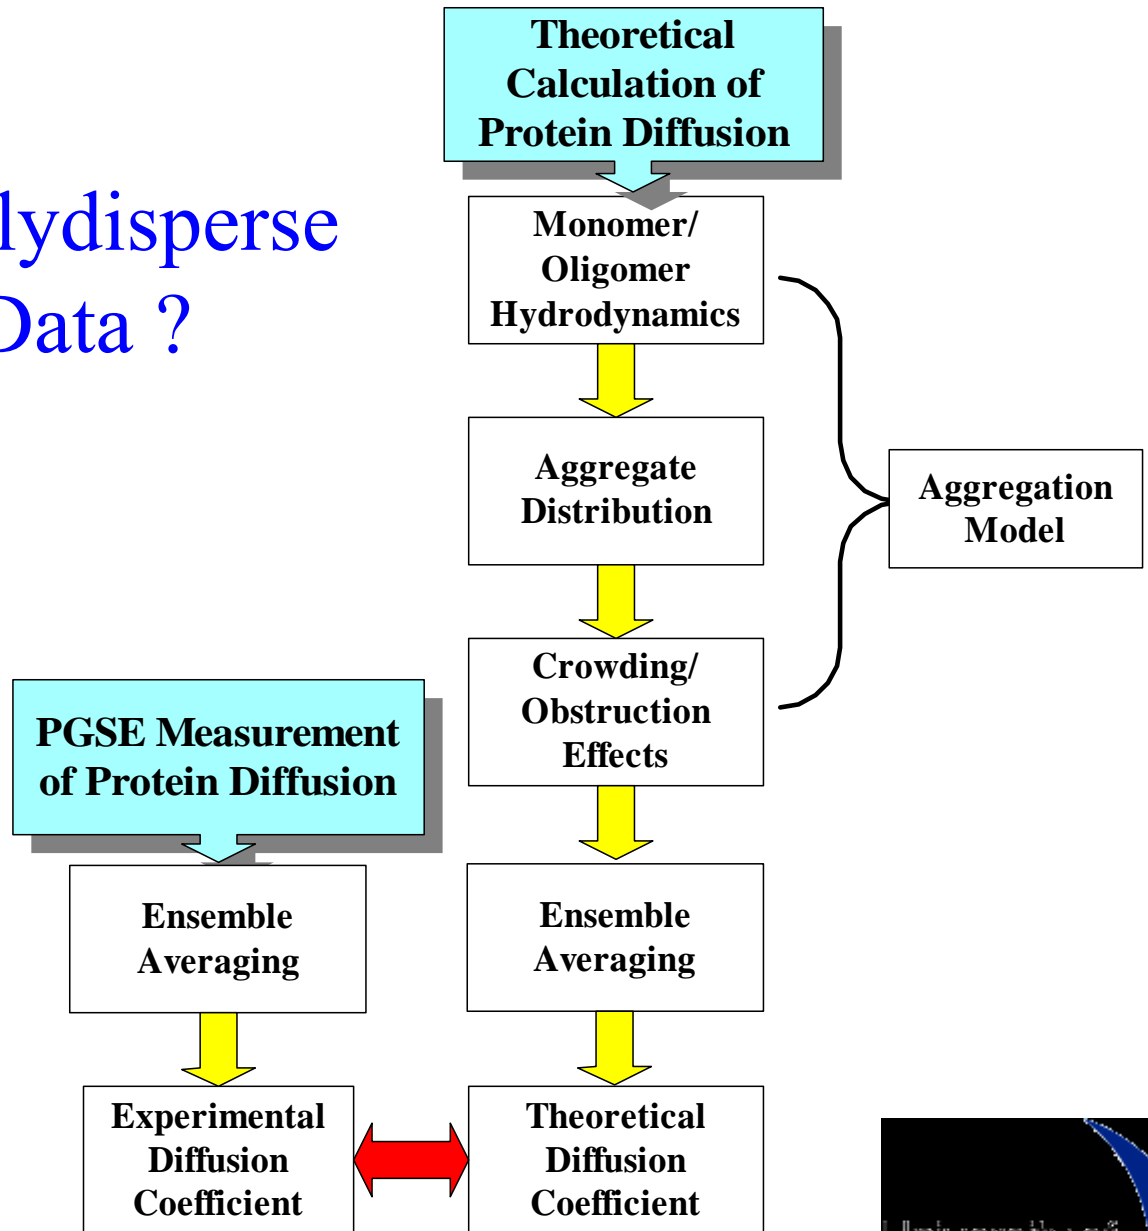 Theoretical
Calculation of
Protein Diffusion
lydisperse
Data ?
Monomer/
Oligomer
Hydrodynamics
Aggregate
Distribution
Aggregation
Model
Crowding/
Obstruction
Effects
PGSE Measurement
of Protein Diffusion
Ensemble
Averaging
Ensemble
Averaging
Experimental
Diffusion
Coefficient
Theoretical
Diffusion
Coefficient